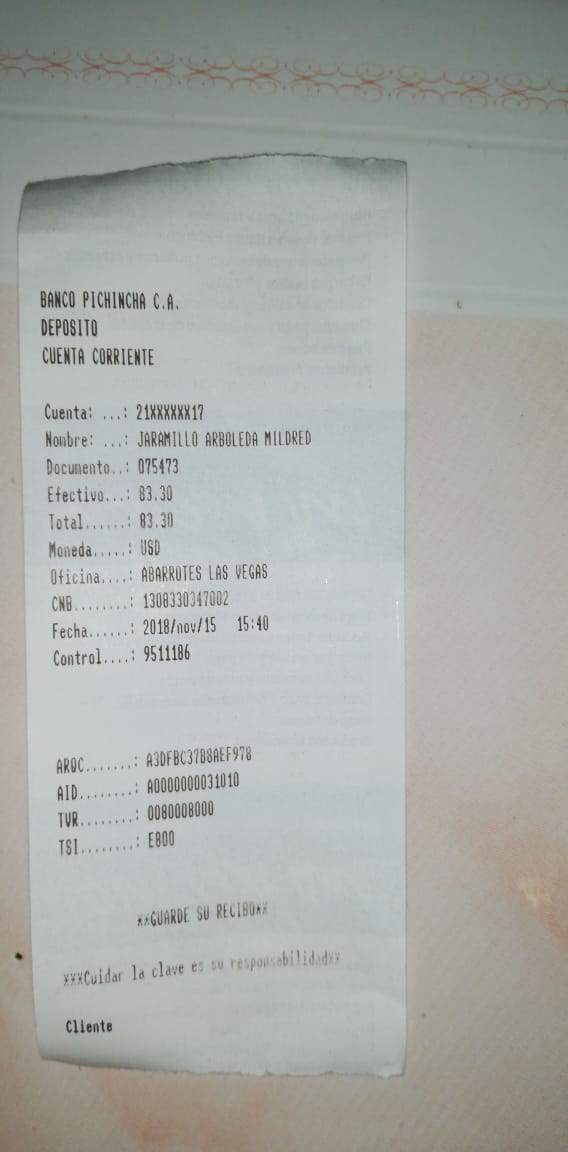 BANCO PICHINCHA C.A.
DEPOSITO
CUENTA CORRIENTE
Cuenta: ...: 21XXXXXX17
Nombre: ...: JARAMILLO ARBOLEDA MILDRED
Documento..: 075473
Efectivo...: 83.30
Total......: 83.30
Moneda.....: USD
Oficina....: ABARROTES LAS VEGAS
CNB........: 1308330347002
Fecha......: 2018/nov/15 15:40
Control....: 9511186
ARQC.......: A3DFBC37B8AEF978
AID........: A0000000031010
TVR........: 0080008000
TSI........: E800
**GUARDE SU RECIBO**
***Cuidar la clave es su responsabilidad**
Cliente